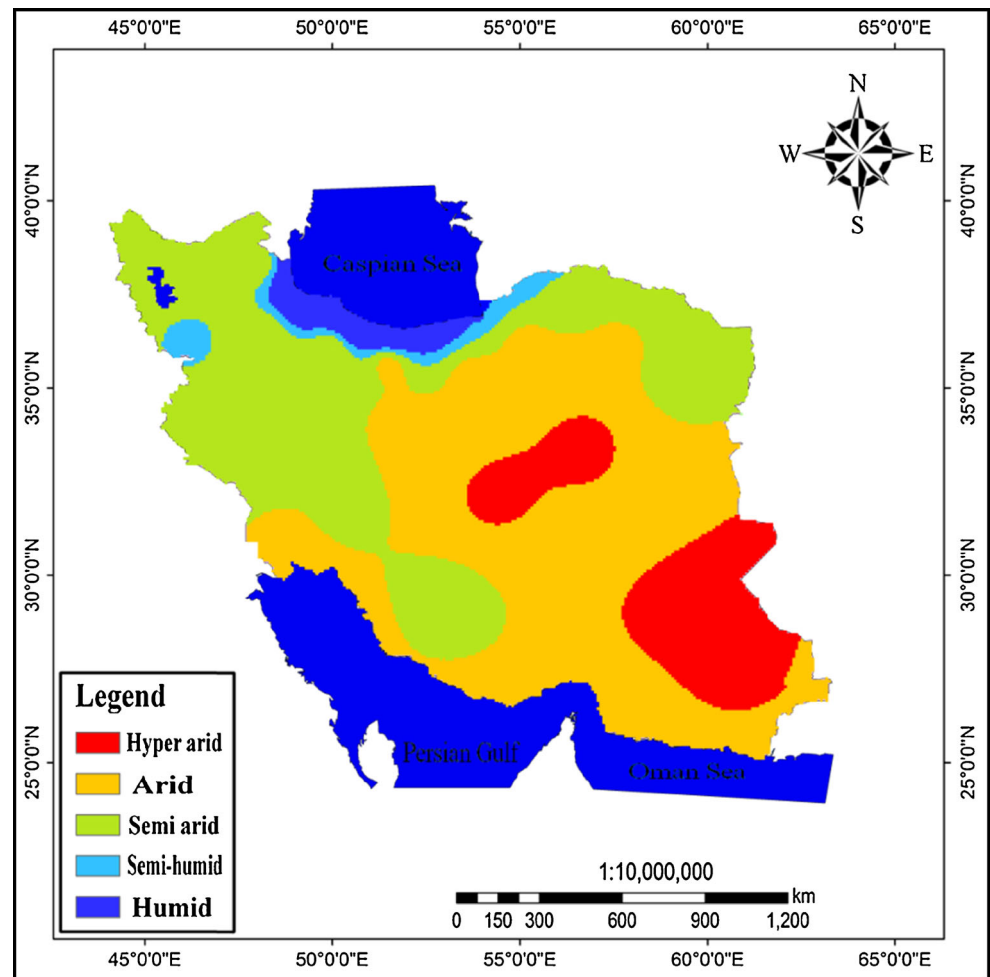 45°0'0"E 50°0'0"E 55°0'0"E 60°0'0"E 65°0'0"E
N
W E
S
40°0'0"N 40°0'0"N
Caspian Sea
35°0'0"N 35°0'0"N
30°0'0"N 30°0'0"N
25°0'0"N 25°0'0"N
Persian Gulf
Oman Sea
Legend
Hyper arid
Arid
Semi arid
Semi-humid
Humid
1:10,000,000
km
0 150 300 600 900 1,200
45°0'0"E 50°0'0"E 55°0'0"E 60°0'0"E 65°0'0"E